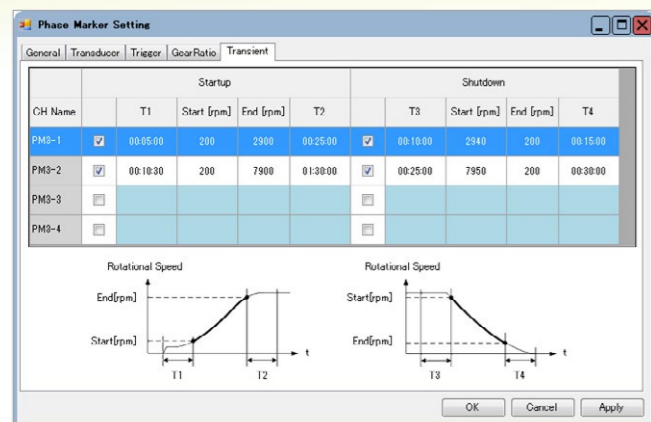 Phase Marker Setting
General Transducer Trigger GearRatio Transient
Startup Shutdown
CH Name T1 Start [rpm] End [rpm] T2 T3 Start [rpm] End [rpm] T4
PM3-1 00:05:00 200 2900 00:25:00 00:10:00 2940 200 00:15:00
PM3-2 00:10:30 200 7900 01:30:00 00:25:00 7950 200 00:30:00
PM3-3
PM3-4
Rotational Speed Rotational Speed
End[rpm] Start[rpm]
Start[rpm] End[rpm]
t t
T1 T2 T3 T4
OK Cancel Apply